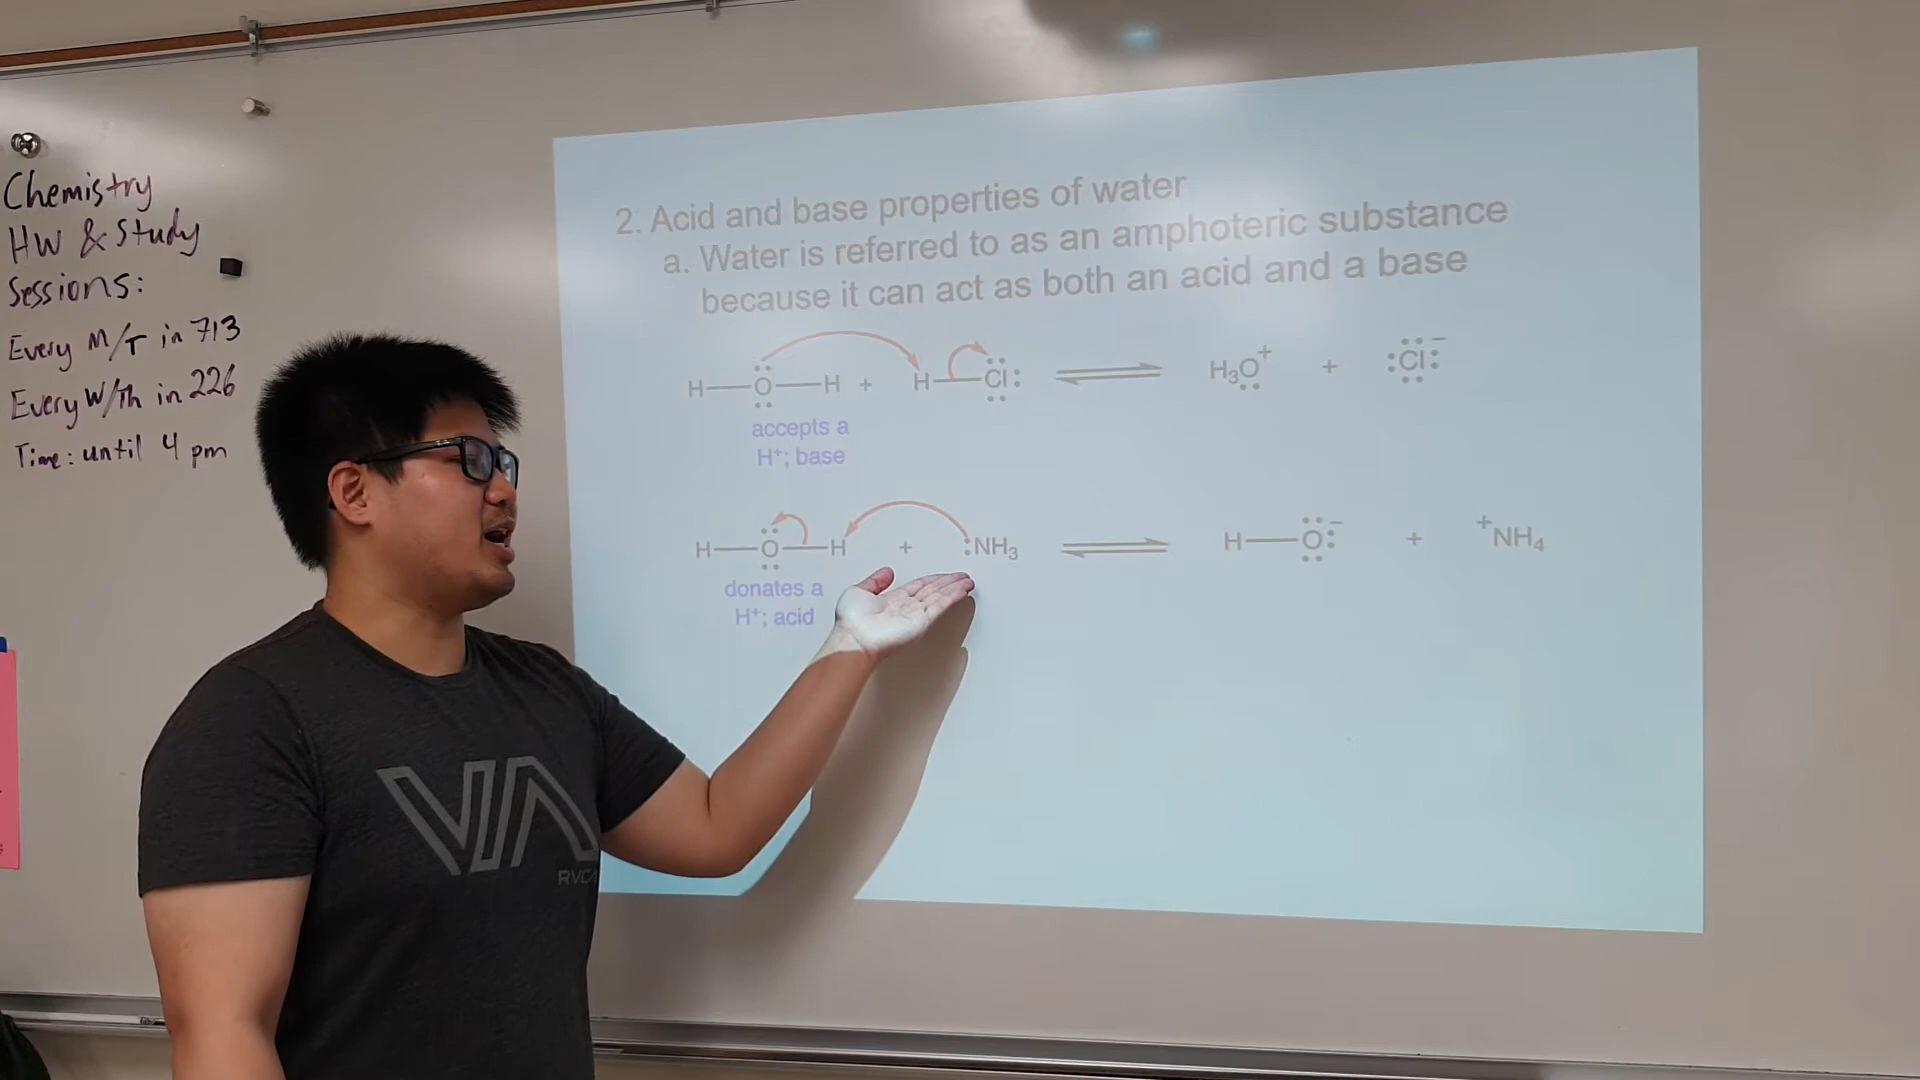 Chemistry
HW & Study
Sessions:
Every M/T in 713
Every W/Th in 226
Time: until 4 pm
2. Acid and base properties of water
a. Water is referred to as an amphoteric substance
because it can act as both an acid and a base
H—O—H + H—Cl: ⇌ H₃O⁺ + :Cl:⁻
accepts a
H⁺; base
H—O—H + :NH₃ ⇌ H—O:⁻ + ⁺NH₄
donates a
H⁺; acid
VA
RVCA